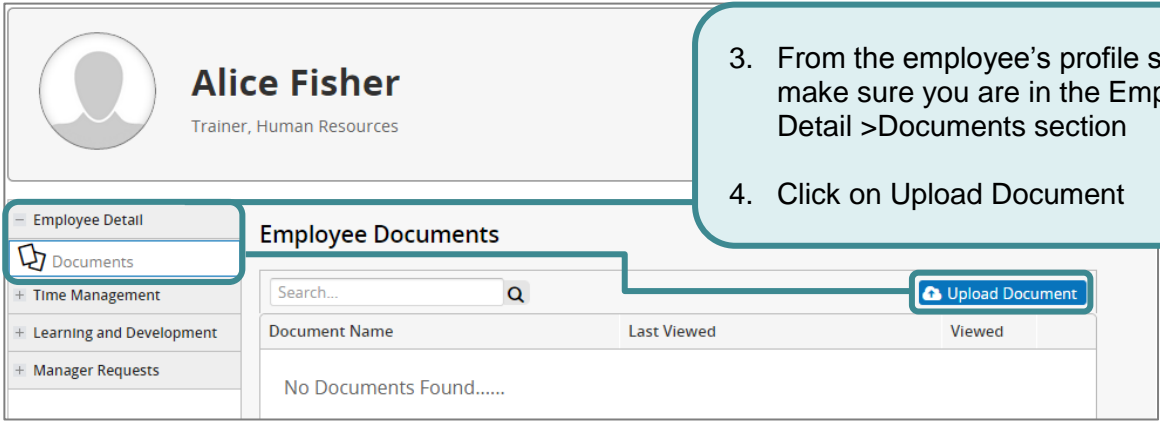 Alice Fisher
Trainer, Human Resources
3. From the employee's profile s
make sure you are in the Emp
Detail >Documents section
4. Click on Upload Document
Employee Detail
Documents
Time Management
Learning and Development
Manager Requests
Employee Documents
Search...
Upload Document
Document Name Last Viewed Viewed
No Documents Found......